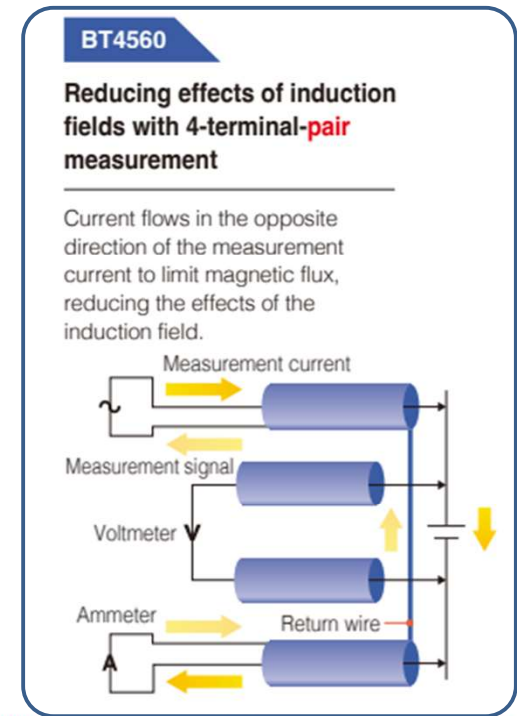 BT4560
Reducing effects of induction
fields with 4-terminal-pair
measurement
Current flows in the opposite
direction of the measurement
current to limit magnetic flux,
reducing the effects of the
induction field.
Measurement current
Measurement signal
Voltmeter V
Ammeter
Return wire
A